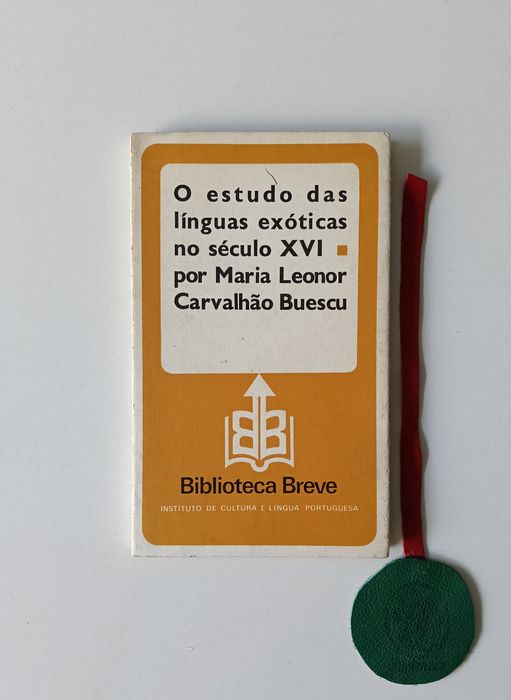 O estudo das
línguas exóticas
no século XVI
por Maria Leonor
Carvalhão Buescu
BB
Biblioteca Breve
INSTITUTO DE CULTURA E LÍNGUA PORTUGUESA